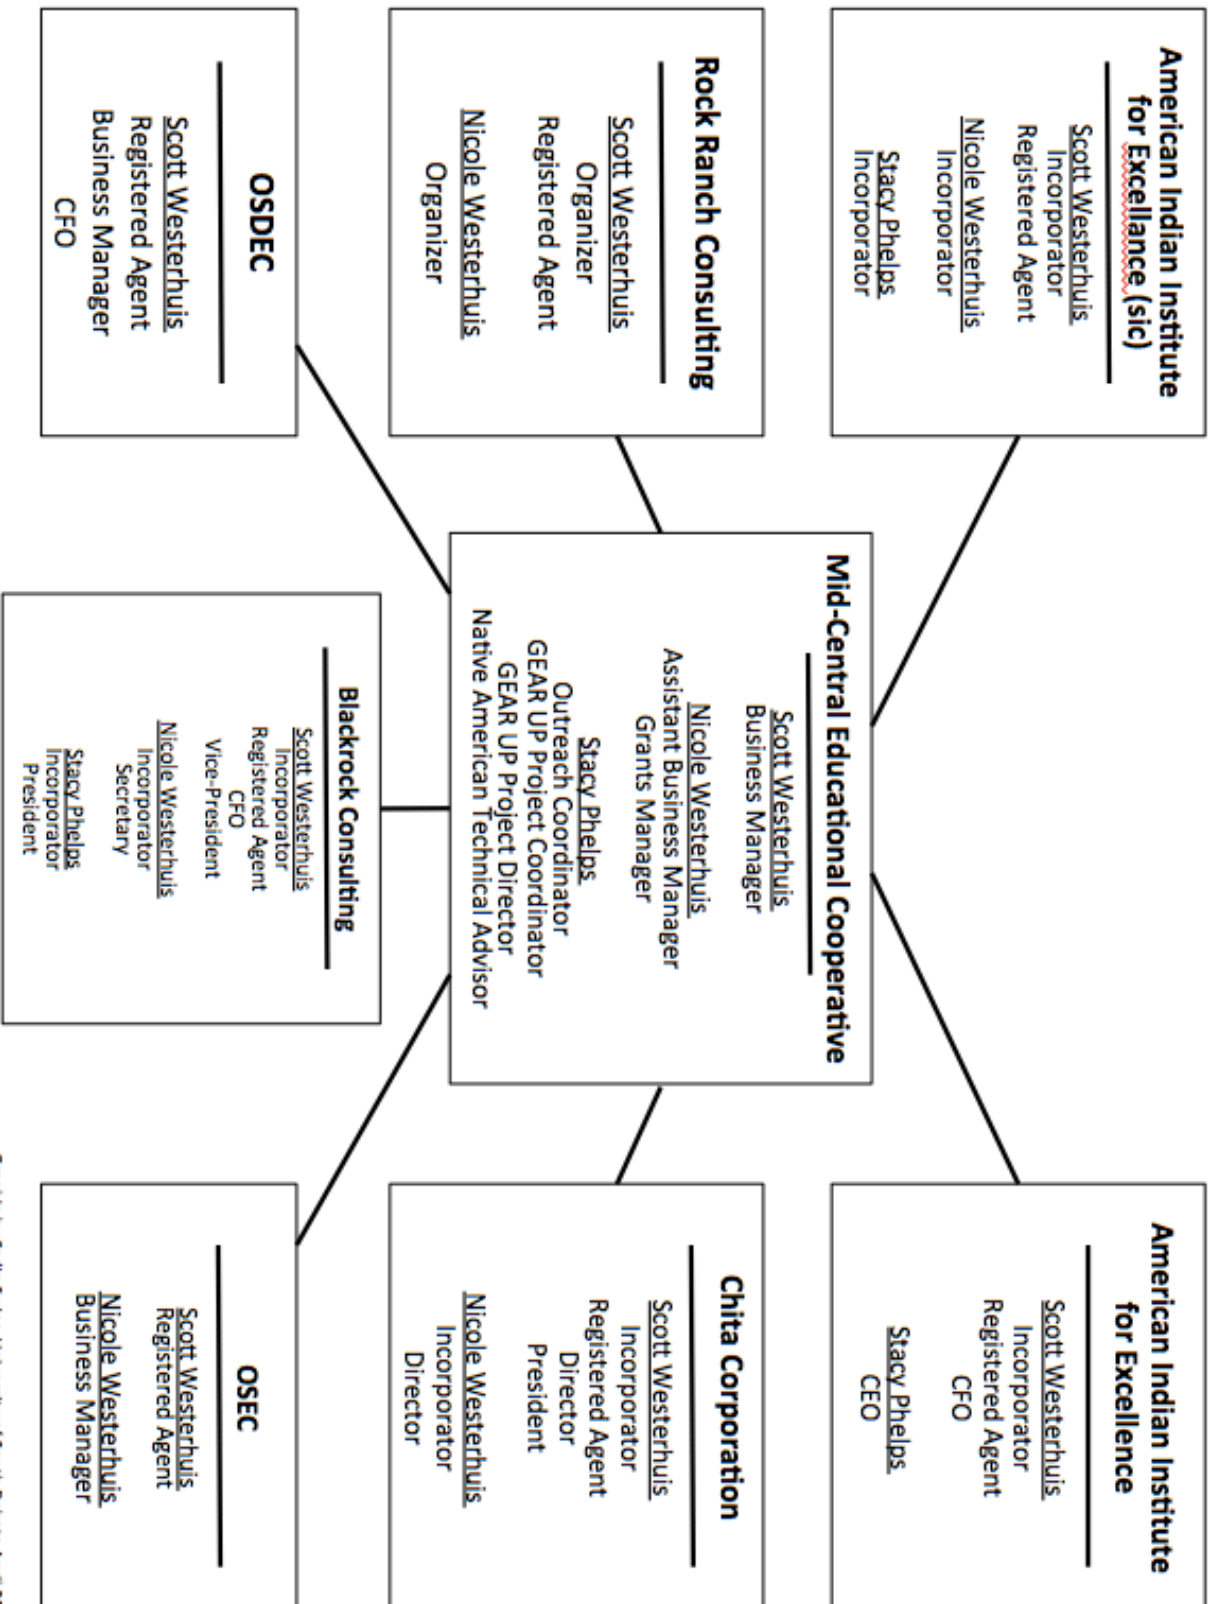 American Indian Institute
for Excellance (sic)
Scott Westerhuis
Incorporator
Registered Agent
Nicole Westerhuis
Incorporator
Stacy Phelps
Incorporator
Mid-Central Educational Cooperative
Scott Westerhuis
Business Manager
Nicole Westerhuis
Assistant Business Manager
Grants Manager
Stacy Phelps
Outreach Coordinator
GEAR UP Project Coordinator
GEAR UP Project Director
Native American Technical Advisor
American Indian Institute
for Excellence
Scott Westerhuis
Incorporator
Registered Agent
CFO
Stacy Phelps
CEO
Rock Ranch Consulting
Scott Westerhuis
Organizer
Registered Agent
Nicole Westerhuis
Organizer
Chita Corporation
Scott Westerhuis
Incorporator
Registered Agent
Director
President
Nicole Westerhuis
Incorporator
Director
OSDEC
Scott Westerhuis
Registered Agent
Business Manager
CFO
Blackrock Consulting
Scott Westerhuis
Incorporator
Registered Agent
CFO
Vice-President
Nicole Westerhuis
Incorporator
Secretary
Stacy Phelps
Incorporator
President
OSEC
Scott Westerhuis
Registered Agent
Nicole Westerhuis
Business Manager